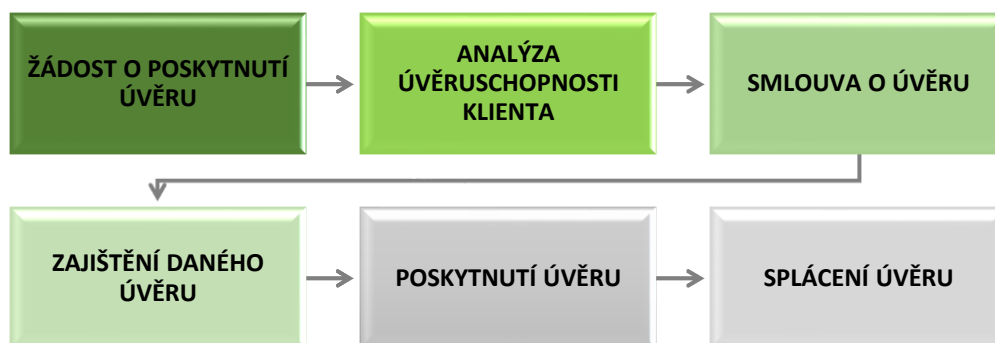 ŽÁDOST O POSKYTNUTÍ
ÚVĚRU
ANALÝZA
ÚVĚRUSCHOPNOSTI
KLIENTA
SMLOUVA O ÚVĚRU
ZAJIŠTĚNÍ DANÉHO
ÚVĚRU
POSKYTNUTÍ ÚVĚRU
SPLÁCENÍ ÚVĚRU